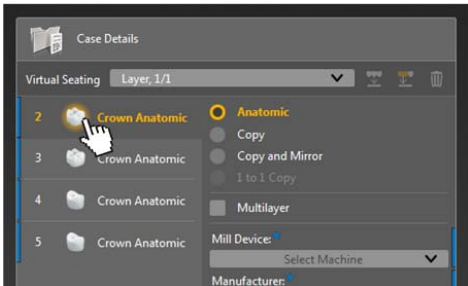 Case Details
Virtual Seating Layer, 1/1
2 Crown Anatomic
3 Crown Anatomic
4 Crown Anatomic
5 Crown Anatomic
Anatomic
Copy
Copy and Mirror
1 to 1 Copy
Multilayer
Mill Device:*
Select Machine
Manufacturer:*